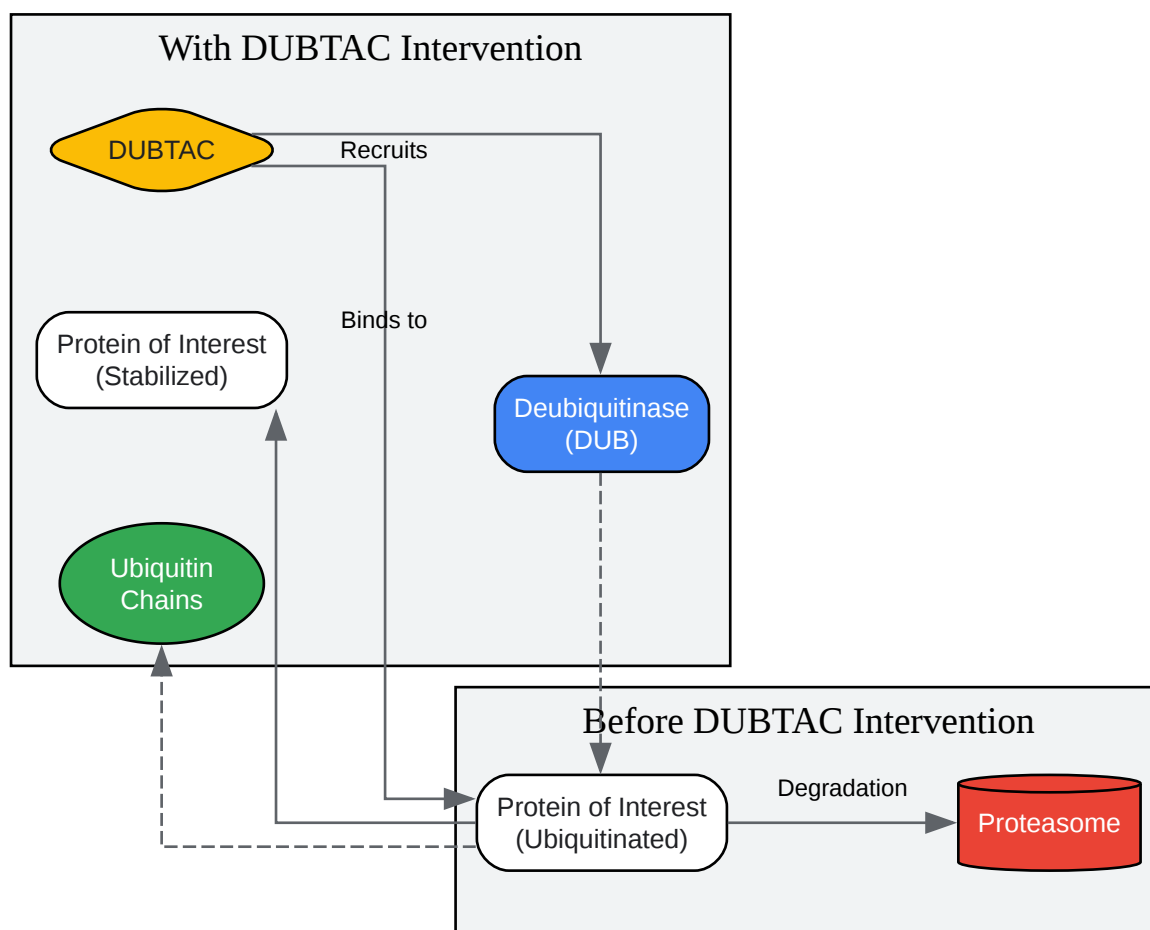 With DUBTAC Intervention
DUBTAC
Recruits
Binds to
Protein of Interest
(Stabilized)
Deubiquitinase
(DUB)
Ubiquitin
Chains
Before DUBTAC Intervention
Degradation
Protein of Interest
(Ubiquitinated)
Proteasome